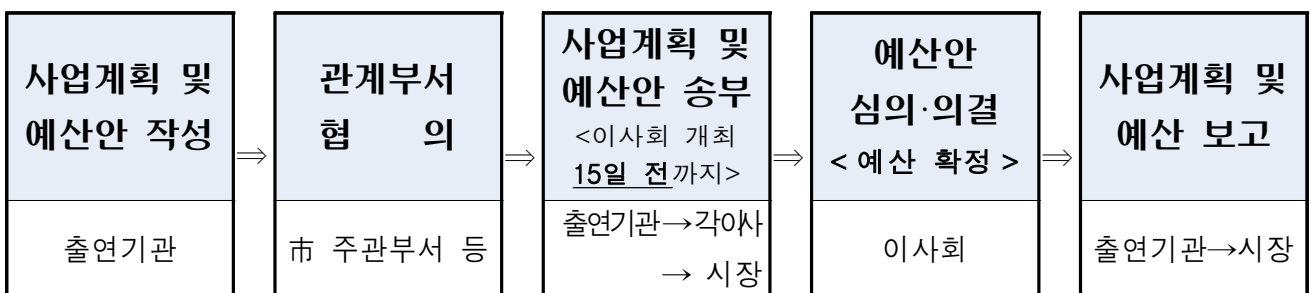 사업계획 및
예산안 작성
출연기관
⇒
관계부서
협 의
市 주관부서 등
⇒
사업계획 및
예산안 송부
<이사회 개최
15일 전까지>
출연기관→각이사
→ 시장
⇒
예산안
심의·의결
< 예산 확정 >
이사회
⇒
사업계획 및
예산 보고
출연기관→시장